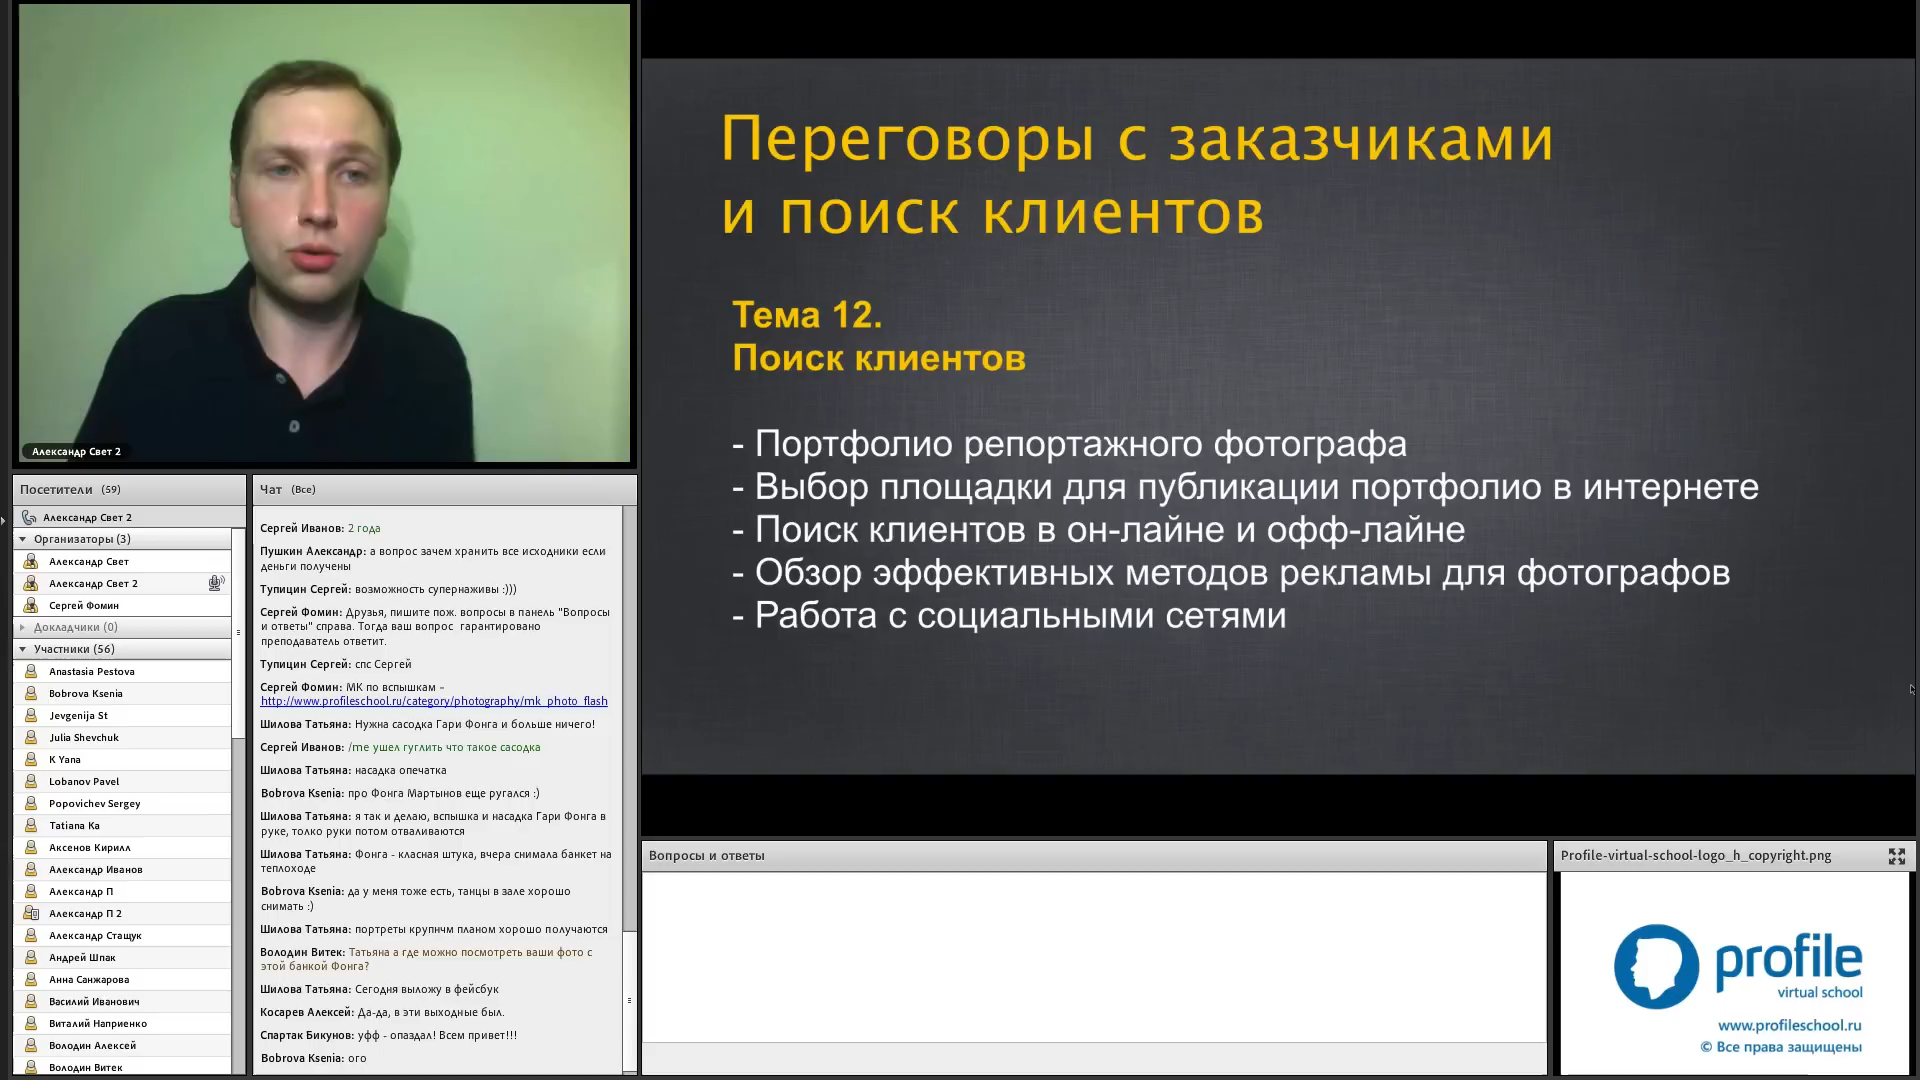 Александр Свет 2
Посетители (59)
Александр Свет 2
Организаторы (3)
Александр Свет
Александр Свет 2
Сергей Фомин
Докладчики (0)
Участники (56)
Anastasia Pestova
Bobrova Ksenia
Jevgenija St
Julia Shevchuk
K Yana
Lobanov Pavel
Popovichev Sergey
Tatiana Ka
Аксенов Кирилл
Александр Иванов
Александр П
Александр П 2
Александр Стащук
Андрей Шпак
Анна Санжарова
Василий Иванович
Виталий Наприенко
Володин Алексей
Володин Витек
Чат (Все)
Сергей Иванов: 2 года
Пушкин Александр: а вопрос зачем хранить все исходники если
деньги получены
Тупицин Сергей: возможность супернаживы :)))
Сергей Фомин: Друзья, пишите пож. вопросы в панель "Вопросы
и ответы" справа. Тогда ваш вопрос гарантировано
преподаватель ответит.
Тупицин Сергей: спс Сергей
Сергей Фомин: МК по вспышкам -
http://www.profileschool.ru/category/photography/mk_photo_flash
Шилова Татьяна: Нужна сасодка Гари Фонга и больше ничего!
Сергей Иванов: /me ушел гуглить что такое сасодка
Шилова Татьяна: насадка опечатка
Bobrova Ksenia: про Фонга Мартынов еще ругался :)
Шилова Татьяна: я так и делаю, вспышка и насадка Гари Фонга в
руке, толко руки потом отваливаются
Шилова Татьяна: Фонга - класная штука, вчера снимала банкет на
теплоходе
Bobrova Ksenia: да у меня тоже есть, танцы в зале хорошо
снимать :)
Шилова Татьяна: портреты крупнчм планом хорошо получаются
Володин Витек: Татьяна а где можно посмотреть ваши фото с
этой банкой Фонга?
Шилова Татьяна: Сегодня выложу в фейсбук
Косарев Алексей: Да-да, в эти выходные был.
Спартак Бикунов: уфф - опаздал! Всем привет!!!
Bobrova Ksenia: ого
Переговоры с заказчиками
и поиск клиентов
Тема 12.
Поиск клиентов
- Портфолио репортажного фотографа
- Выбор площадки для публикации портфолио в интернете
- Поиск клиентов в он-лайне и офф-лайне
- Обзор эффективных методов рекламы для фотографов
- Работа с социальными сетями
Вопросы и ответы
Profile-virtual-school-logo_h_copyright.png
profile
virtual school
www.profileschool.ru
© Все права защищены